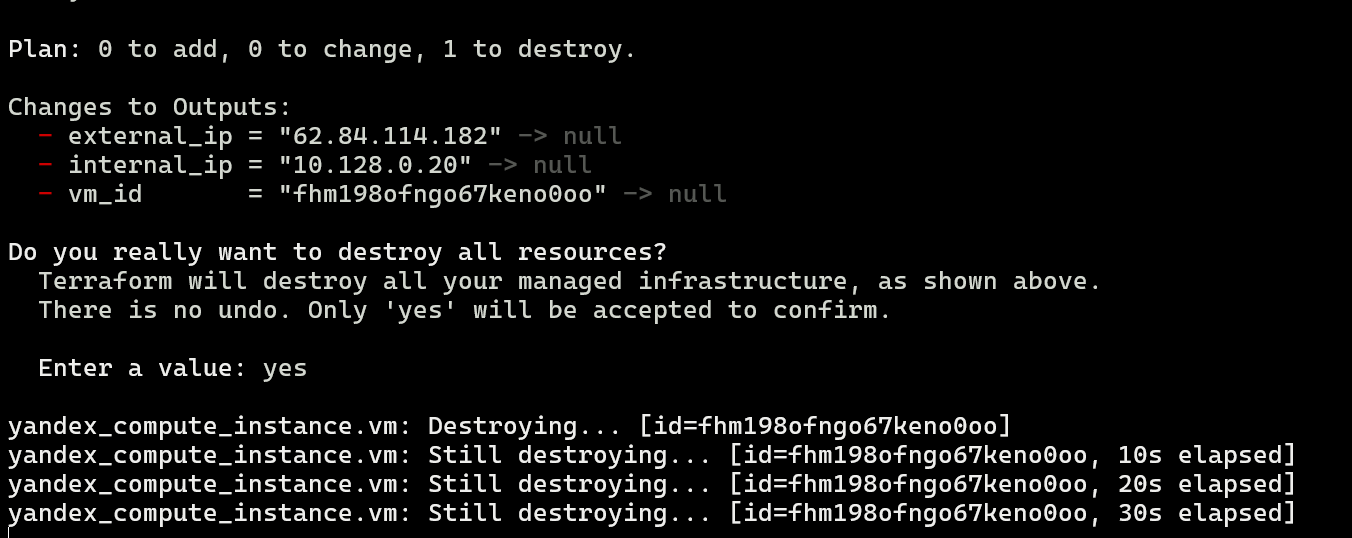 Plan: 0 to add, 0 to change, 1 to destroy.
Changes to Outputs:
- external_ip = "62.84.114.182" -> null
- internal_ip = "10.128.0.20" -> null
- vm_id       = "fhm198ofngo67keno0oo" -> null
Do you really want to destroy all resources?
Terraform will destroy all your managed infrastructure, as shown above.
There is no undo. Only 'yes' will be accepted to confirm.
Enter a value: yes
yandex_compute_instance.vm: Destroying... [id=fhm198ofngo67keno0oo]
yandex_compute_instance.vm: Still destroying... [id=fhm198ofngo67keno0oo, 10s elapsed]
yandex_compute_instance.vm: Still destroying... [id=fhm198ofngo67keno0oo, 20s elapsed]
yandex_compute_instance.vm: Still destroying... [id=fhm198ofngo67keno0oo, 30s elapsed]